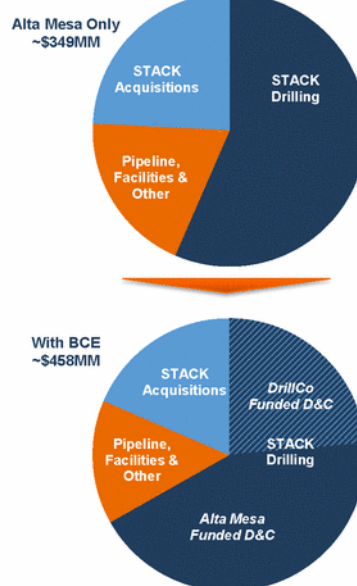 Alta Mesa Only
~$349MM
STACK
Acquisitions
STACK
Drilling
Pipeline,
Facilities &
Other
With BCE
~$458MM
STACK
Acquisitions
DrillCo
Funded D&C
Pipeline,
Facilities &
Other
STACK
Drilling
Alta Mesa
Funded D&C